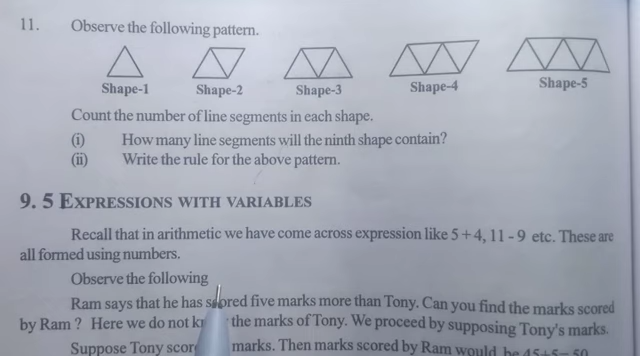 11. Observe the following pattern.
Shape-1 Shape-2 Shape-3 Shape-4 Shape-5
Count the number of line segments in each shape.
(i) How many line segments will the ninth shape contain?
(ii) Write the rule for the above pattern.
9. 5 EXPRESSIONS WITH VARIABLES
Recall that in arithmetic we have come across expression like 5 + 4, 11 - 9 etc. These are
all formed using numbers.
Observe the following
Ram says that he has scored five marks more than Tony. Can you find the marks scored
by Ram ? Here we do not the marks of Tony. We proceed by supposing Tony's marks.
Suppose Tony marks. Then marks scored by Ram would be 45+5=50